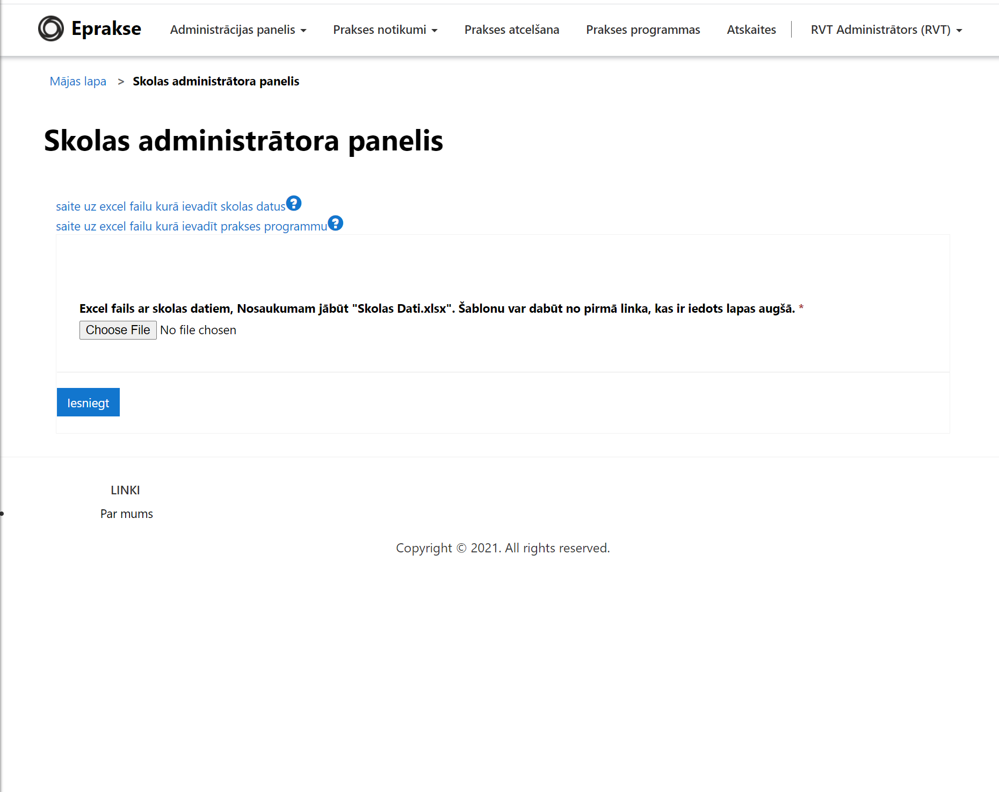 Eprakse Administrācijas panelis Prakses notikumi Prakses atcelšana Prakses programmas Atskaites RVT Administrātors (RVT)
Mājas lapa > Skolas administrātora panelis
Skolas administrātora panelis
saite uz excel failu kurā ievadīt skolas datus?
saite uz excel failu kurā ievadīt prakses programmu?
Excel fails ar skolas datiem, Nosaukumam jābūt "Skolas Dati.xlsx". Šablonu var dabūt no pirmā linka, kas ir iedots lapas augšā. *
Choose File No file chosen
Iesniegt
LINKI
Par mums
Copyright © 2021. All rights reserved.